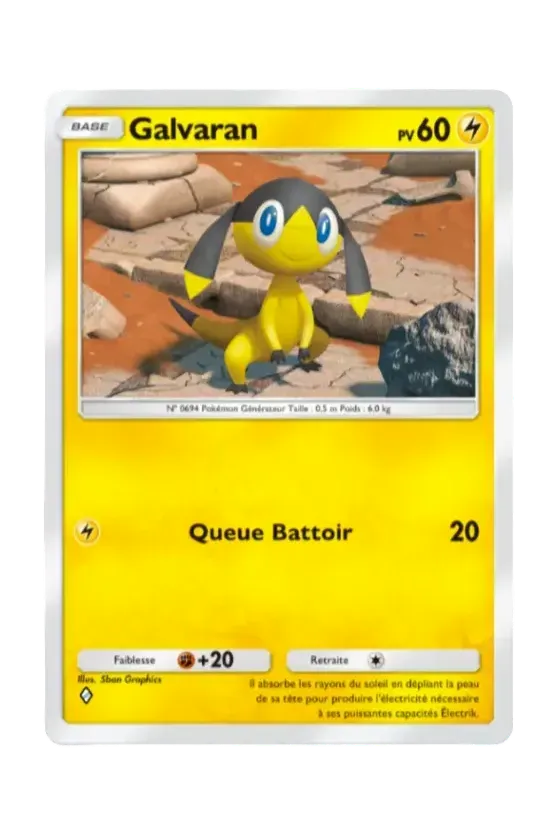 BASE Galvaran PV 60
N° 0694 Pokémon Générateur Taille : 0,5 m Poids : 6.0 kg
Queue Battoir 20
Faiblesse +20 Retraite
Illus. 5ban Graphics
Il absorbe les rayons du soleil en dépliant la peau
de sa tête pour produire l'électricité nécessaire
à ses puissantes capacités Électrik.